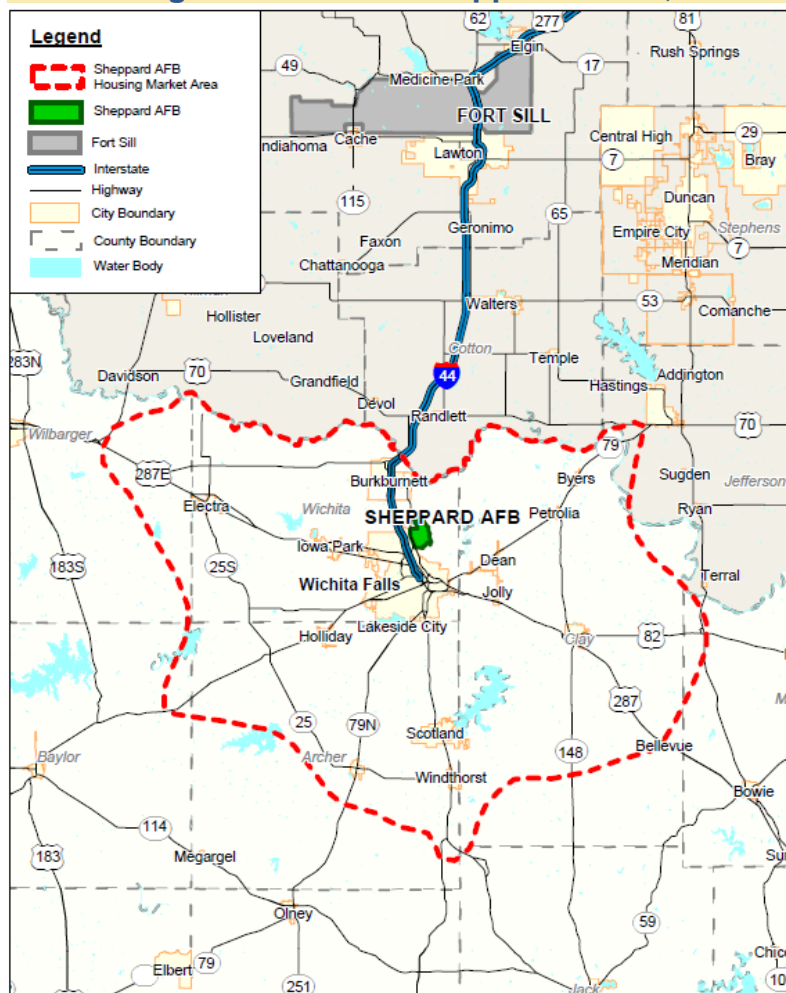 Legend
Sheppard AFB
Housing Market Area
Sheppard AFB
Fort Sill
Interstate
Highway
City Boundary
County Boundary
Water Body
62
277
81
Elgin
Rush Springs
49
17
Medicine Park
FORT SILL
Central High
29
Cache
ndiahoma
Lawton
7
Bray
115
Duncan
65
Geronimo
Empire City
Stephens
Faxon
7
Chattanooga
Meridian
Walters
53
Comanche
Hollister
Loveland
Cotton
283N
Temple
Davidson
70
Grandfield
44
Addington
Hastings
Devol
Randlett
70
Wilbarger
79
287E
Burkburnett
Byers
Sugden
Jefferson
Electra
Wichita
SHEPPARD AFB
Petrolia
Ryan
Iowa Park
Dean
183S
25S
Wichita Falls
Jolly
Terral
Lakeside City
Holliday
Clay
82
25
79N
287
Scotland
Baylor
Archer
148
Bellevue
Windthorst
Bowie
114
183
Megargel
Olney
59
Elbert
79
251
Jack